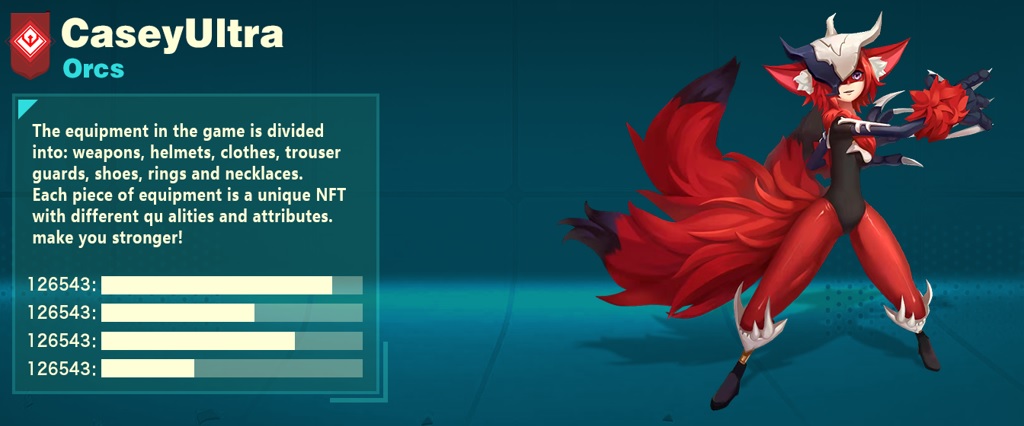 CaseyUltra
Orcs
The equipment in the game is divided
into: weapons, helmets, clothes, trouser
guards, shoes, rings and necklaces.
Each piece of equipment is a unique NFT
with different qu alities and attributes.
make you stronger!
126543:
126543:
126543:
126543: